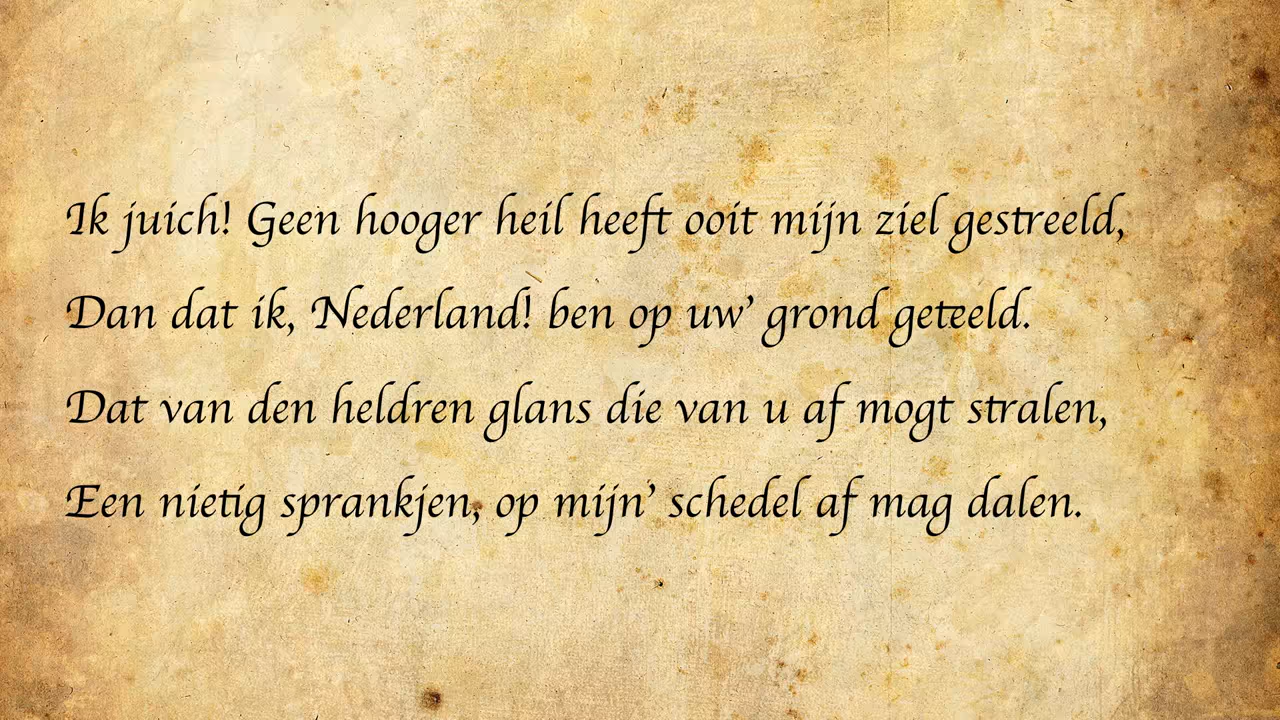 Ik juich! Geen hooger heil heeft ooit mijn ziel gestreeld,
Dan dat ik, Nederland! ben op uw' grond geteeld.
Dat van den heldren glans die van u af mogt stralen,
Een nietig sprankjen, op mijn' schedel af mag dalen.